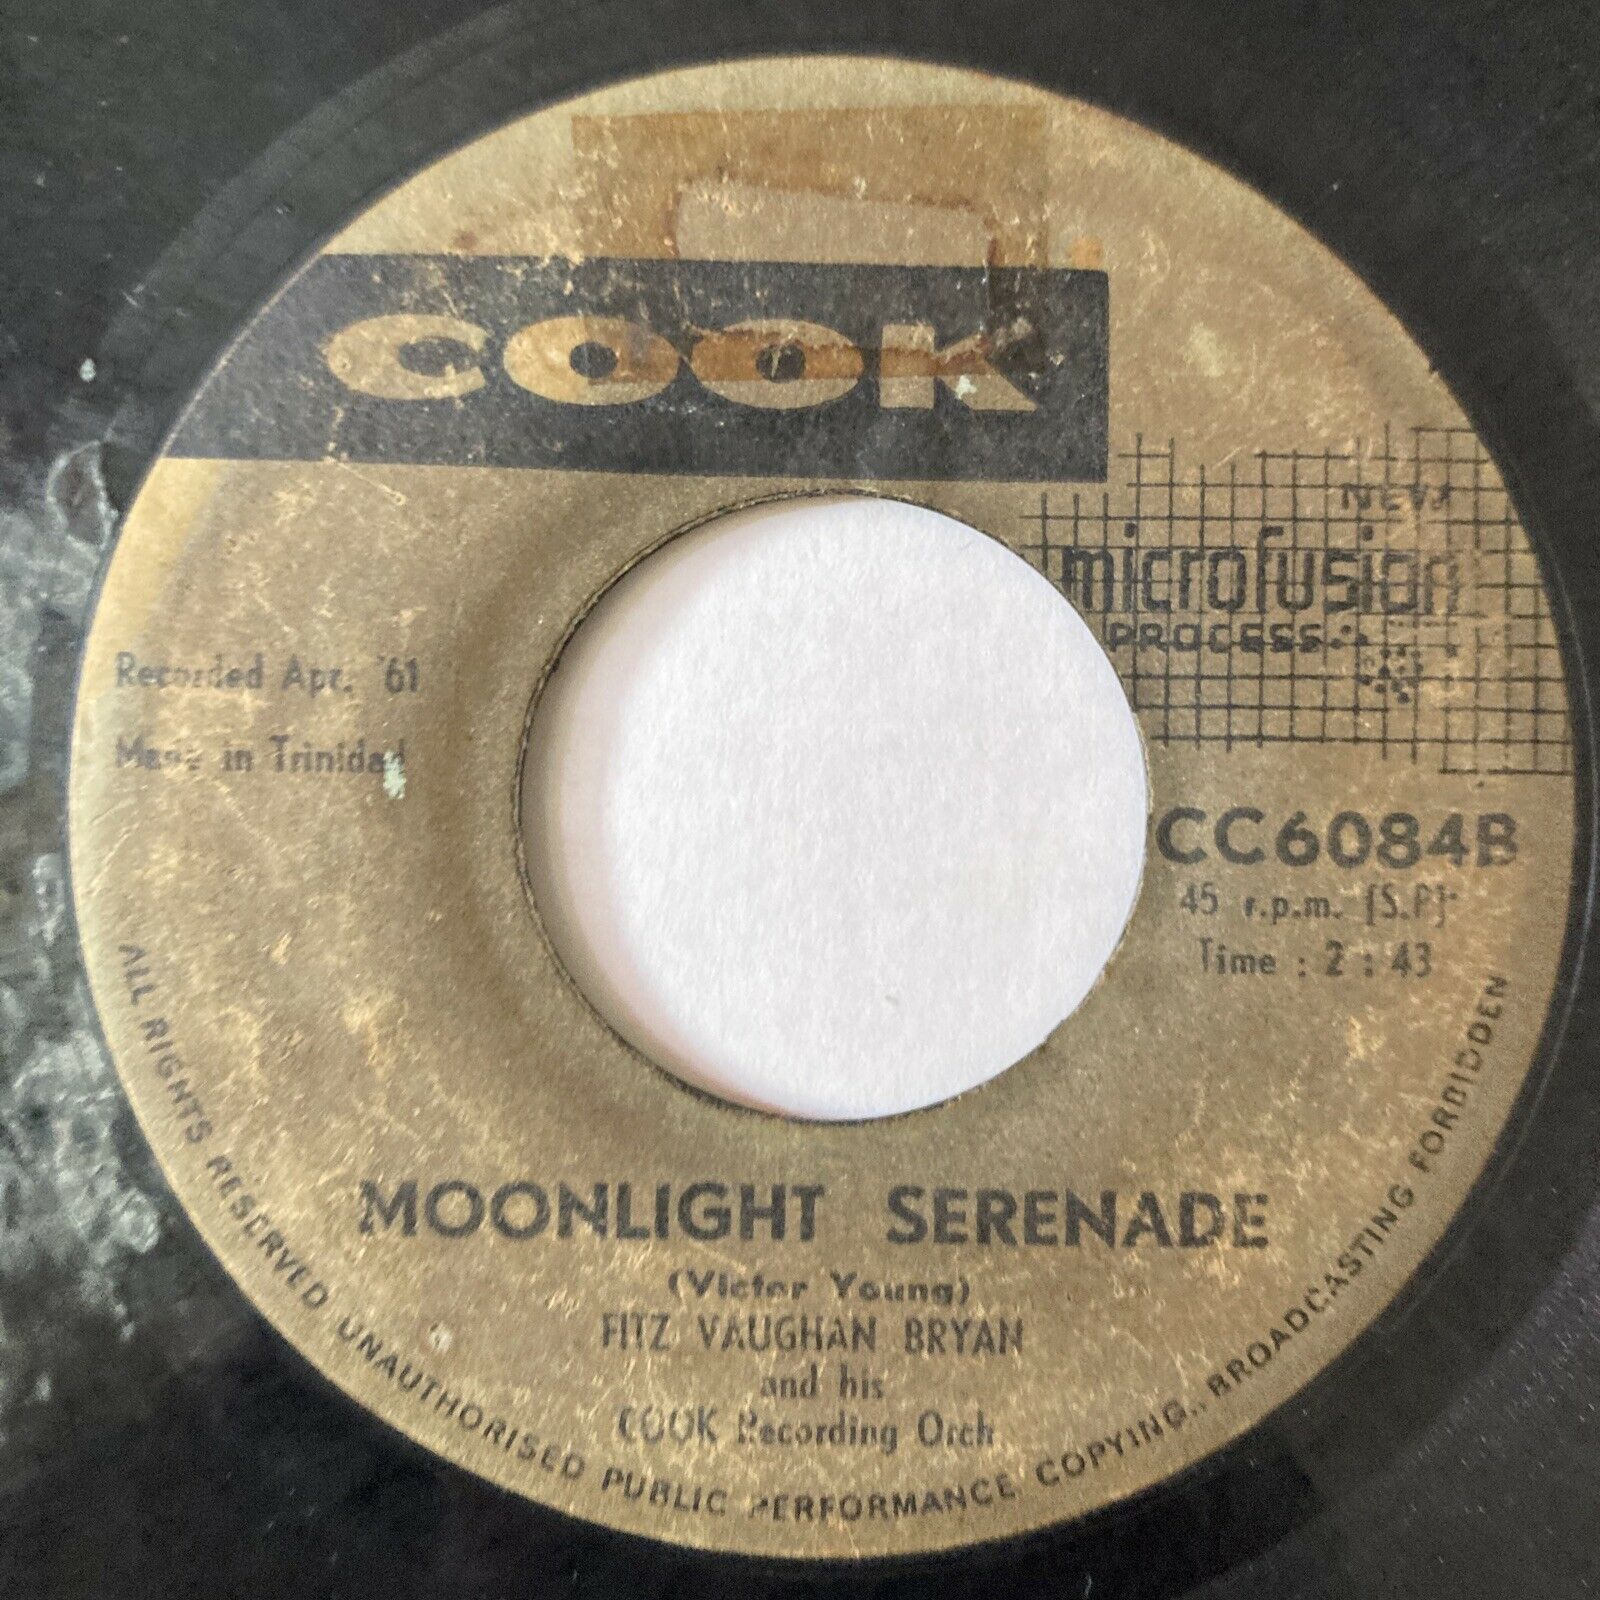 COOK
NEW
microfusion
PROCESS
Recorded Apr. '61
Made in Trinidad
CC6084B
45 r.p.m. [S.P]
Time : 2 : 43
MOONLIGHT SERENADE
(Victor Young)
FITZ VAUGHAN BRYAN
and his
COOK Recording Orch
ALL RIGHTS RESERVED UNAUTHORISED PUBLIC PERFORMANCE COPYING., BROADCASTING FORBIDDEN